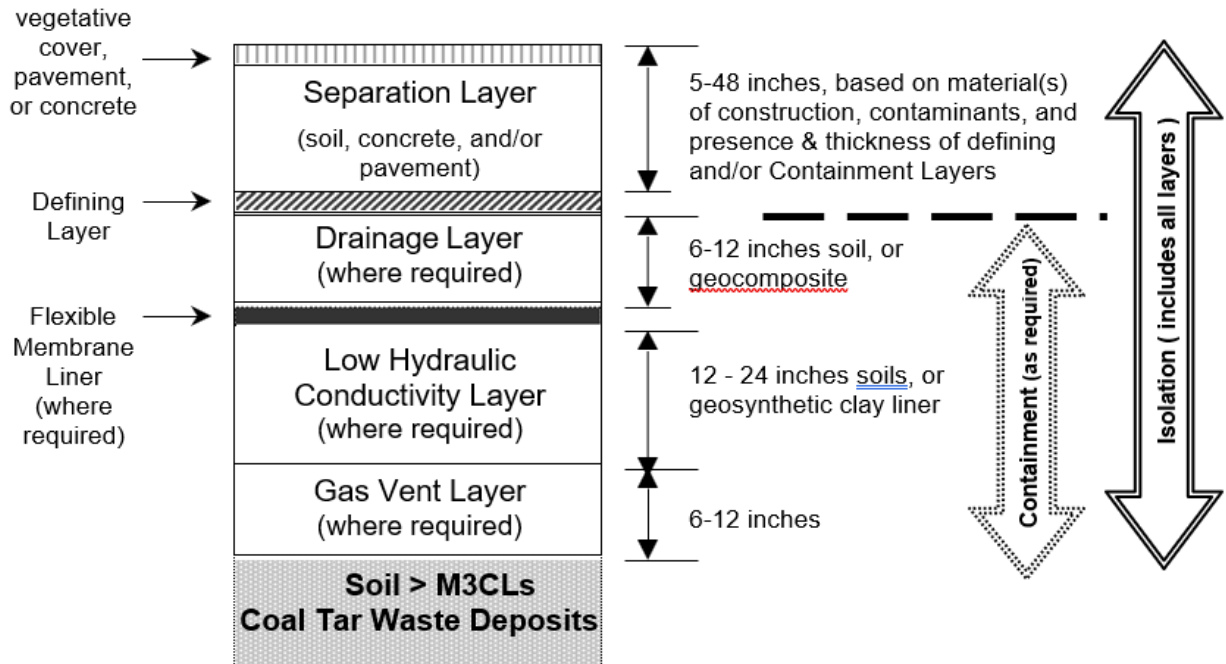 vegetative
cover,
pavement,
or concrete
Separation Layer
(soil, concrete, and/or
pavement)
5-48 inches, based on material(s)
of construction, contaminants, and
presence & thickness of defining
and/or Containment Layers
Defining
Layer
Drainage Layer
(where required)
6-12 inches soil, or
geocomposite
Flexible
Membrane
Liner
(where
required)
Low Hydraulic
Conductivity Layer
(where required)
12 - 24 inches soils, or
geosynthetic clay liner
Gas Vent Layer
(where required)
6-12 inches
Soil > M3CLs
Coal Tar Waste Deposits
Containment (as required)
Isolation ( includes all layers )